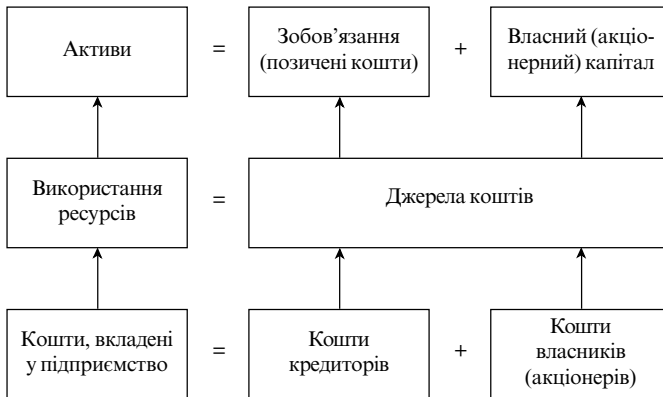 Активи
=
Зобов’язання
(позичені кошти)
+
Власний (акціо-
нерний) капітал
Використання
ресурсів
=
Джерела коштів
Кошти, вкладені
у підприємство
=
Кошти
кредиторів
+
Кошти
власників
(акціонерів)